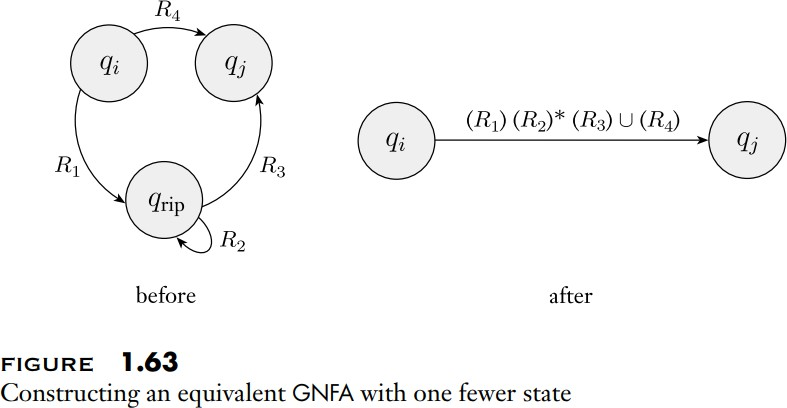 R₄
qᵢ
qⱼ
R₁
R₃
q_rip
R₂
before
(R₁) (R₂)* (R₃) ∪ (R₄)
qᵢ
qⱼ
after
FIGURE 1.63
Constructing an equivalent GNFA with one fewer state